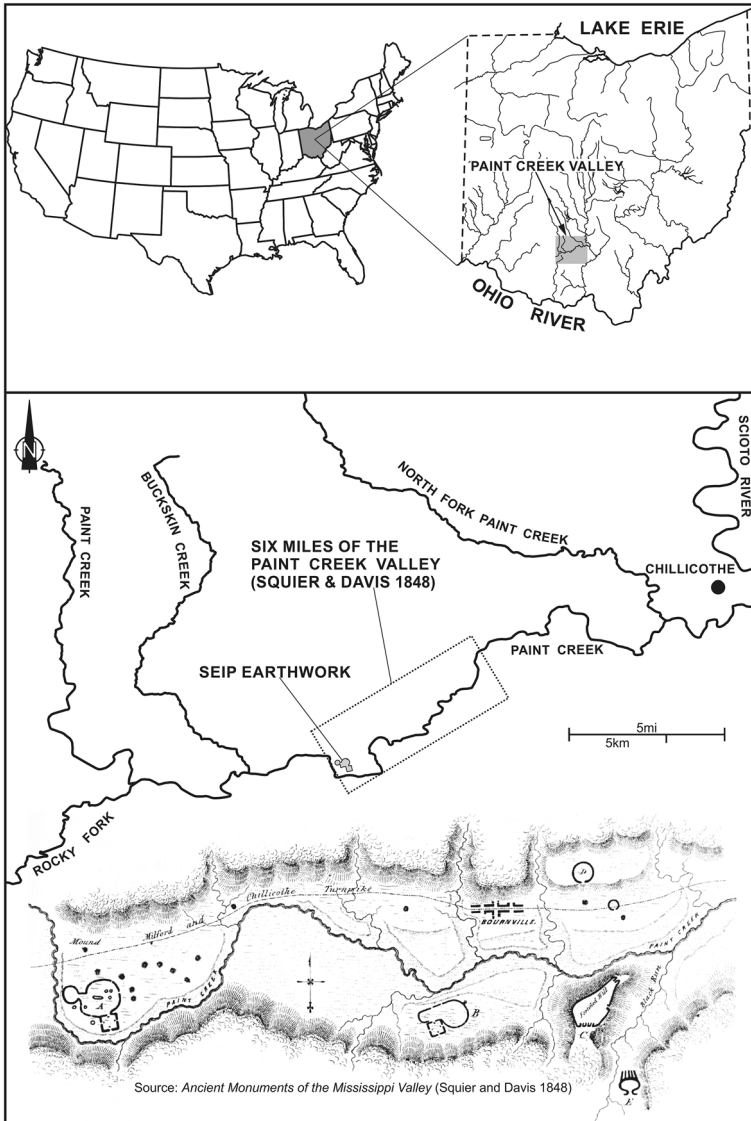 LAKE ERIE
PAINT CREEK VALLEY
OHIO RIVER
N
PAINT CREEK
BUCKSKIN CREEK
NORTH FORK PAINT CREEK
SCIOTO RIVER
SIX MILES OF THE
PAINT CREEK VALLEY
(SQUIER & DAVIS 1848)
CHILLICOTHE
PAINT CREEK
SEIP EARTHWORK
5mi
5km
ROCKY FORK
Chillicothe Turnpike
Milford and
Mound
D
BOURNVILLE.
PAINT CREEK
A
PAINT CREEK
B
C
E
Source: Ancient Monuments of the Mississippi Valley (Squier and Davis 1848)